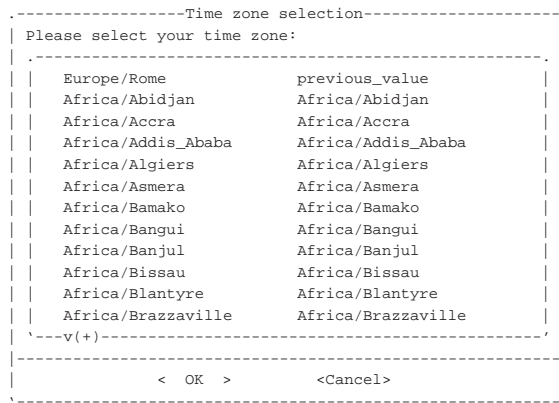 .------------------Time zone selection---------------------
| Please select your time zone:
| .------------------------------------------------------.
| |   Europe/Rome              previous_value            |
| |   Africa/Abidjan           Africa/Abidjan            |
| |   Africa/Accra             Africa/Accra              |
| |   Africa/Addis_Ababa       Africa/Addis_Ababa        |
| |   Africa/Algiers           Africa/Algiers            |
| |   Africa/Asmera            Africa/Asmera             |
| |   Africa/Bamako            Africa/Bamako             |
| |   Africa/Bangui            Africa/Bangui             |
| |   Africa/Banjul            Africa/Banjul             |
| |   Africa/Bissau            Africa/Bissau             |
| |   Africa/Blantyre          Africa/Blantyre           |
| |   Africa/Brazzaville       Africa/Brazzaville        |
| ‘---v(+)-----------------------------------------------’
|----------------------------------------------------------
|               <  OK  >         <Cancel>
‘----------------------------------------------------------